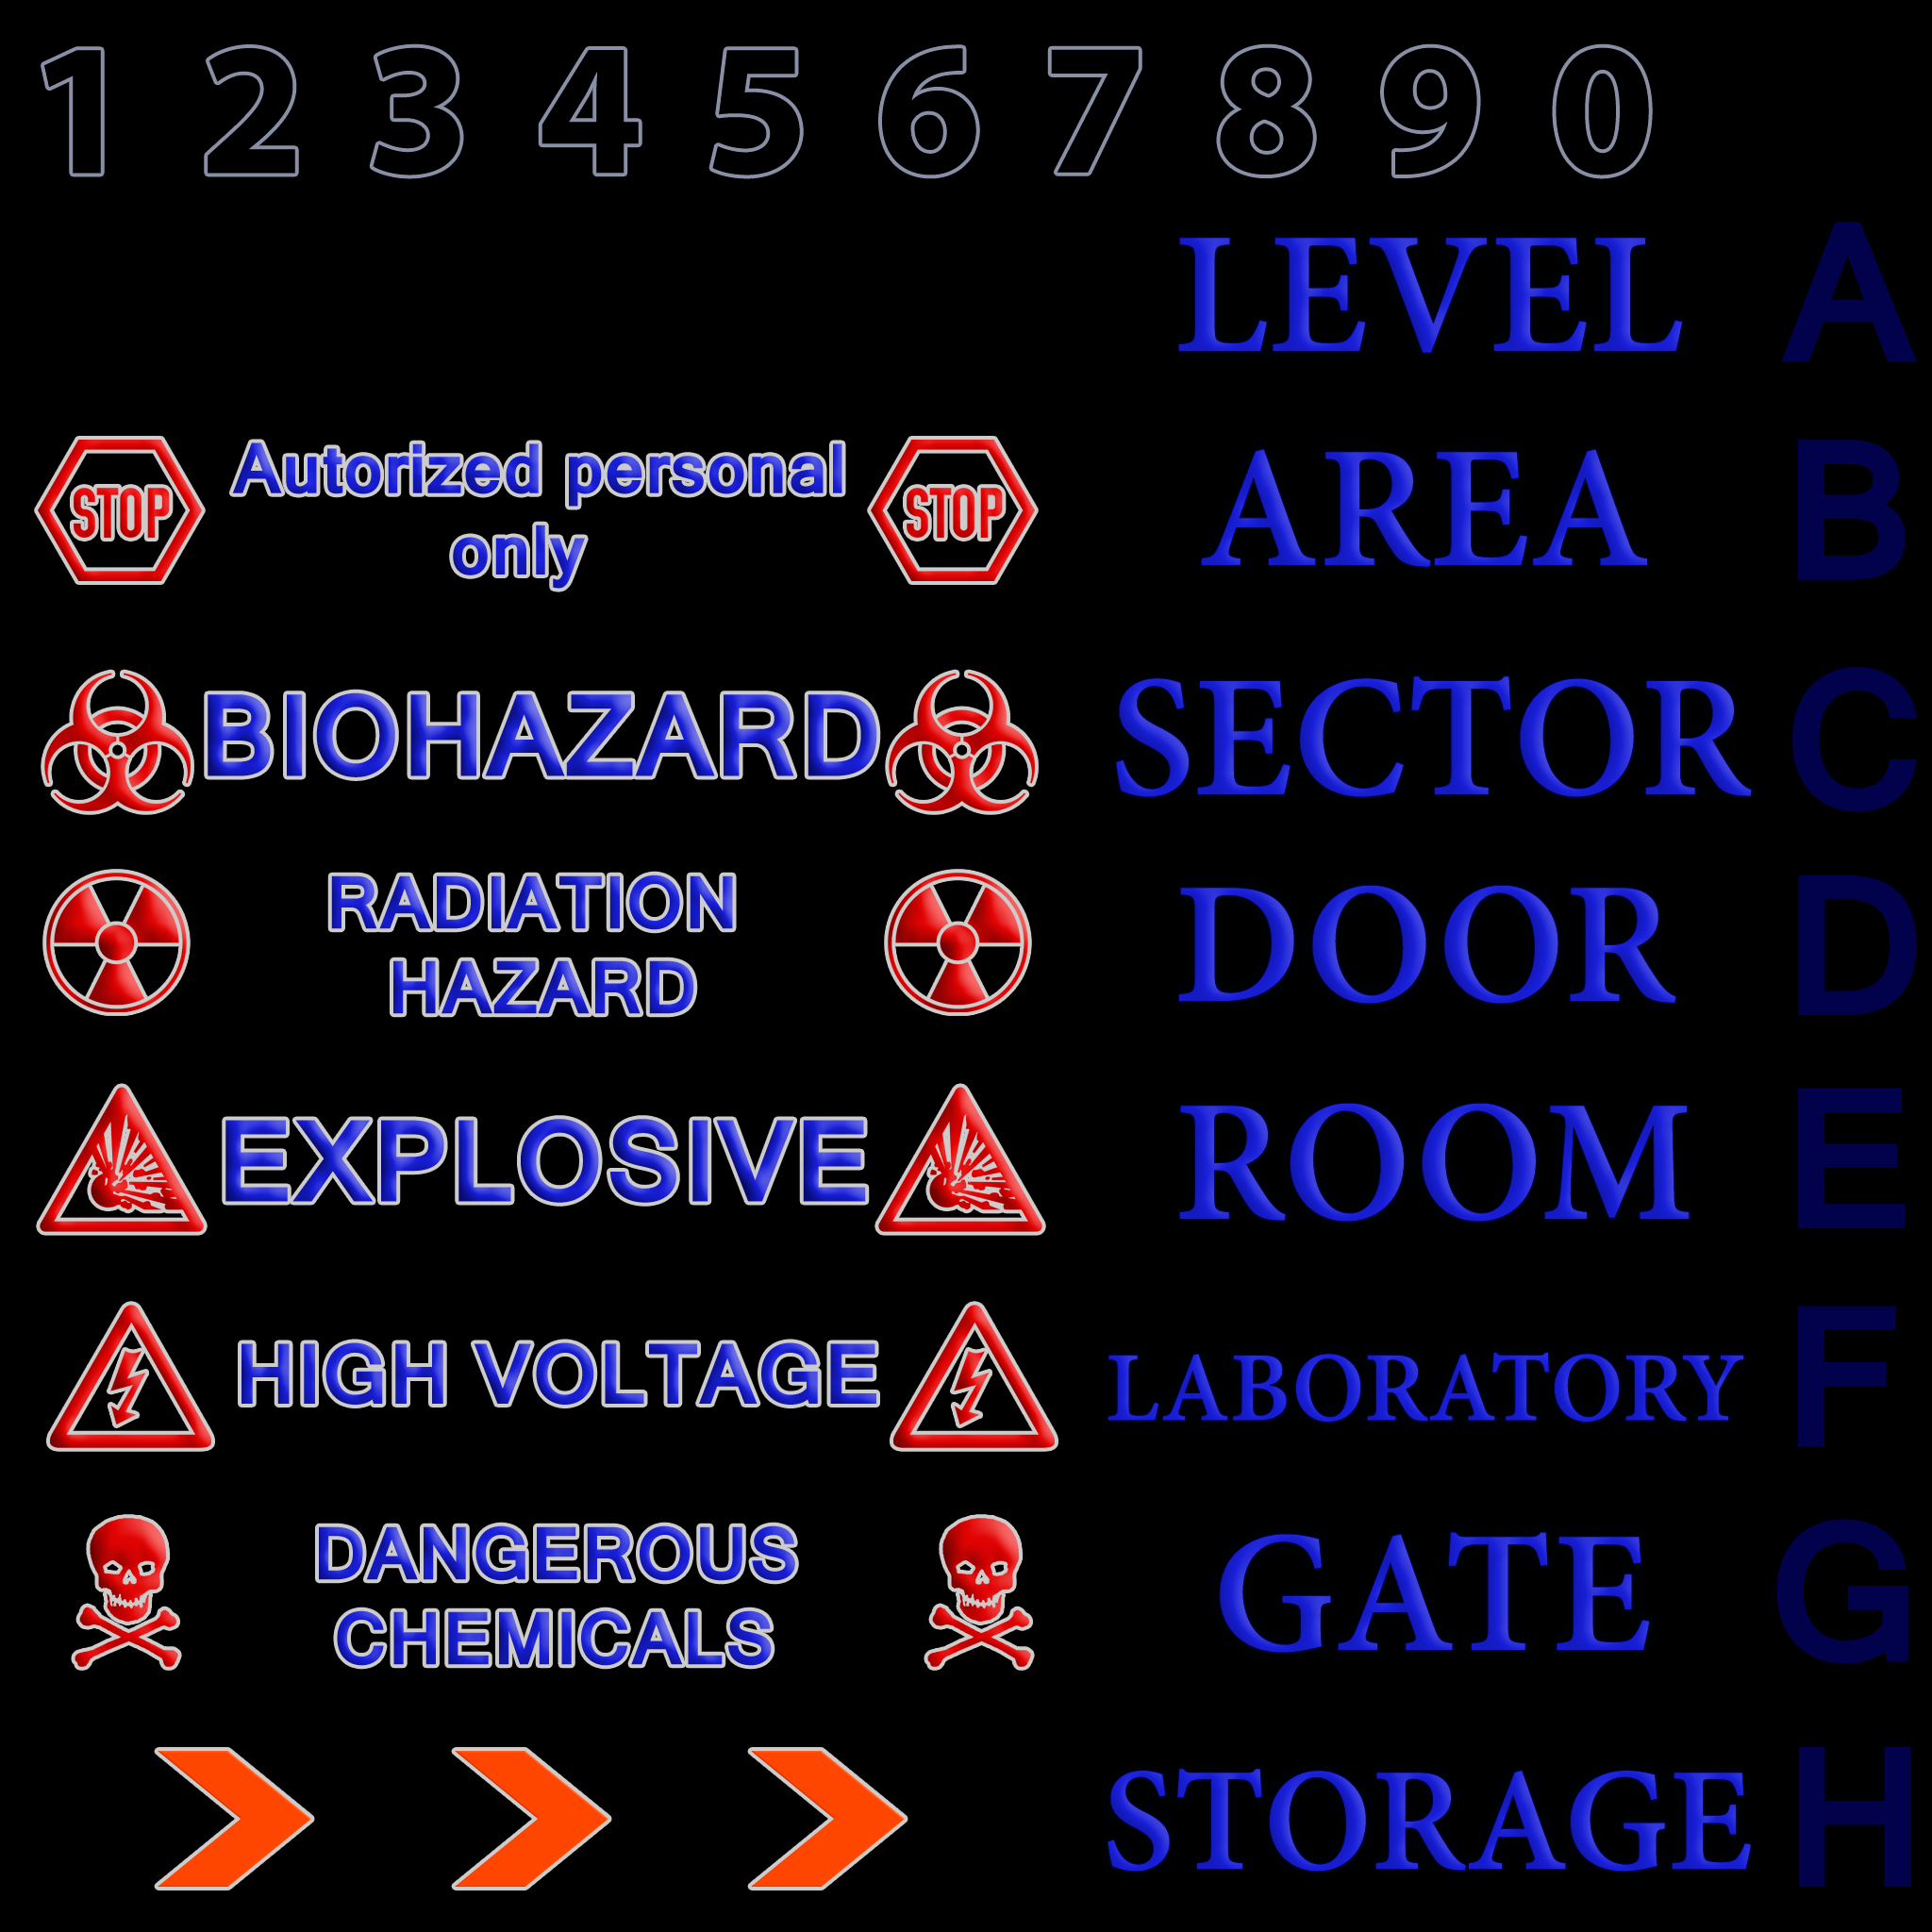 1 2 3 4 5 6 7 8 9 0
LEVEL A
STOP Autorized personal STOP
only
AREA B
BIOHAZARD SECTOR C
RADIATION
HAZARD
DOOR D
EXPLOSIVE ROOM E
HIGH VOLTAGE LABORATORY F
DANGEROUS
CHEMICALS
GATE G
STORAGE H